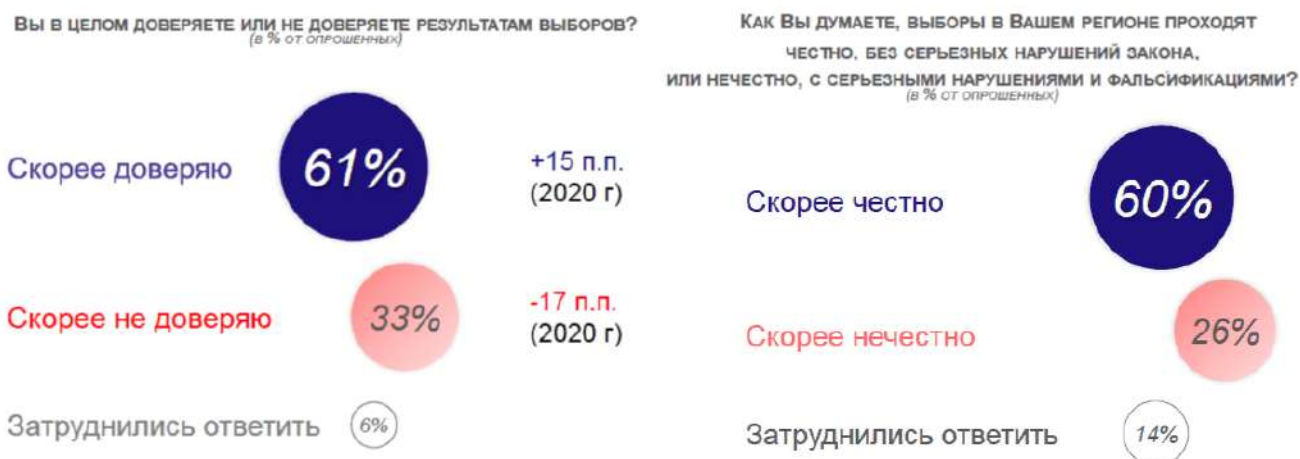 Вы в целом доверяете или не доверяете результатам выборов?
(в % от опрошенных)
Скорее доверяю
61%
+15 п.п.
(2020 г)
Скорее не доверяю
33%
-17 п.п.
(2020 г)
Затруднились ответить
6%
Как Вы думаете, выборы в Вашем регионе проходят
честно, без серьезных нарушений закона,
или нечестно, с серьезными нарушениями и фальсификациями?
(в % от опрошенных)
Скорее честно
60%
Скорее нечестно
26%
Затруднились ответить
14%